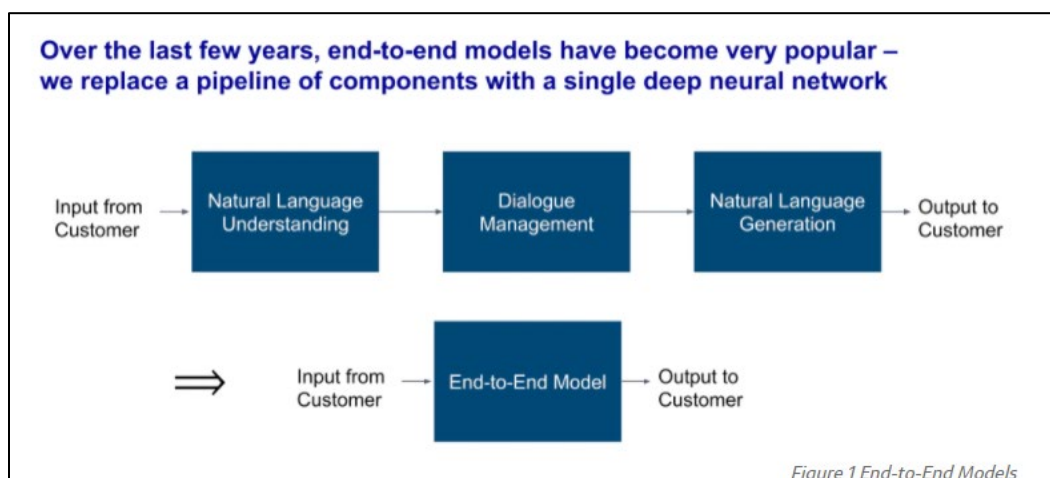 Over the last few years, end-to-end models have become very popular –
we replace a pipeline of components with a single deep neural network
Input from
Customer
Natural Language
Understanding
Dialogue
Management
Natural Language
Generation
Output to
Customer
⇒
Input from
Customer
End-to-End Model
Output to
Customer
Figure 1 End-to-End Models